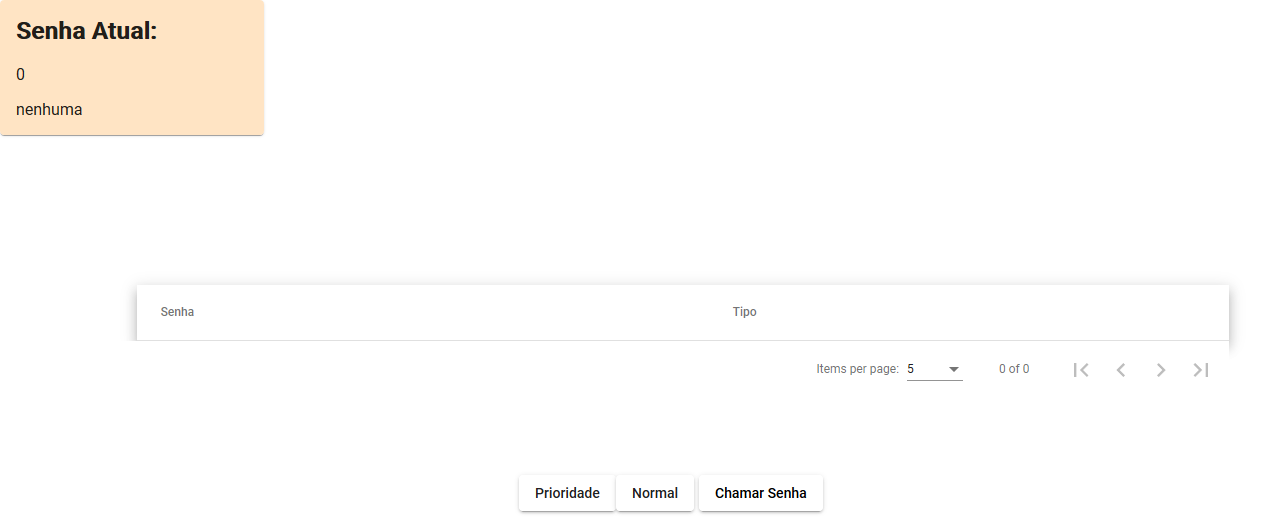 Senha Atual:
0
nenhuma
Senha Tipo
Items per page: 5 0 of 0
Prioridade Normal Chamar Senha